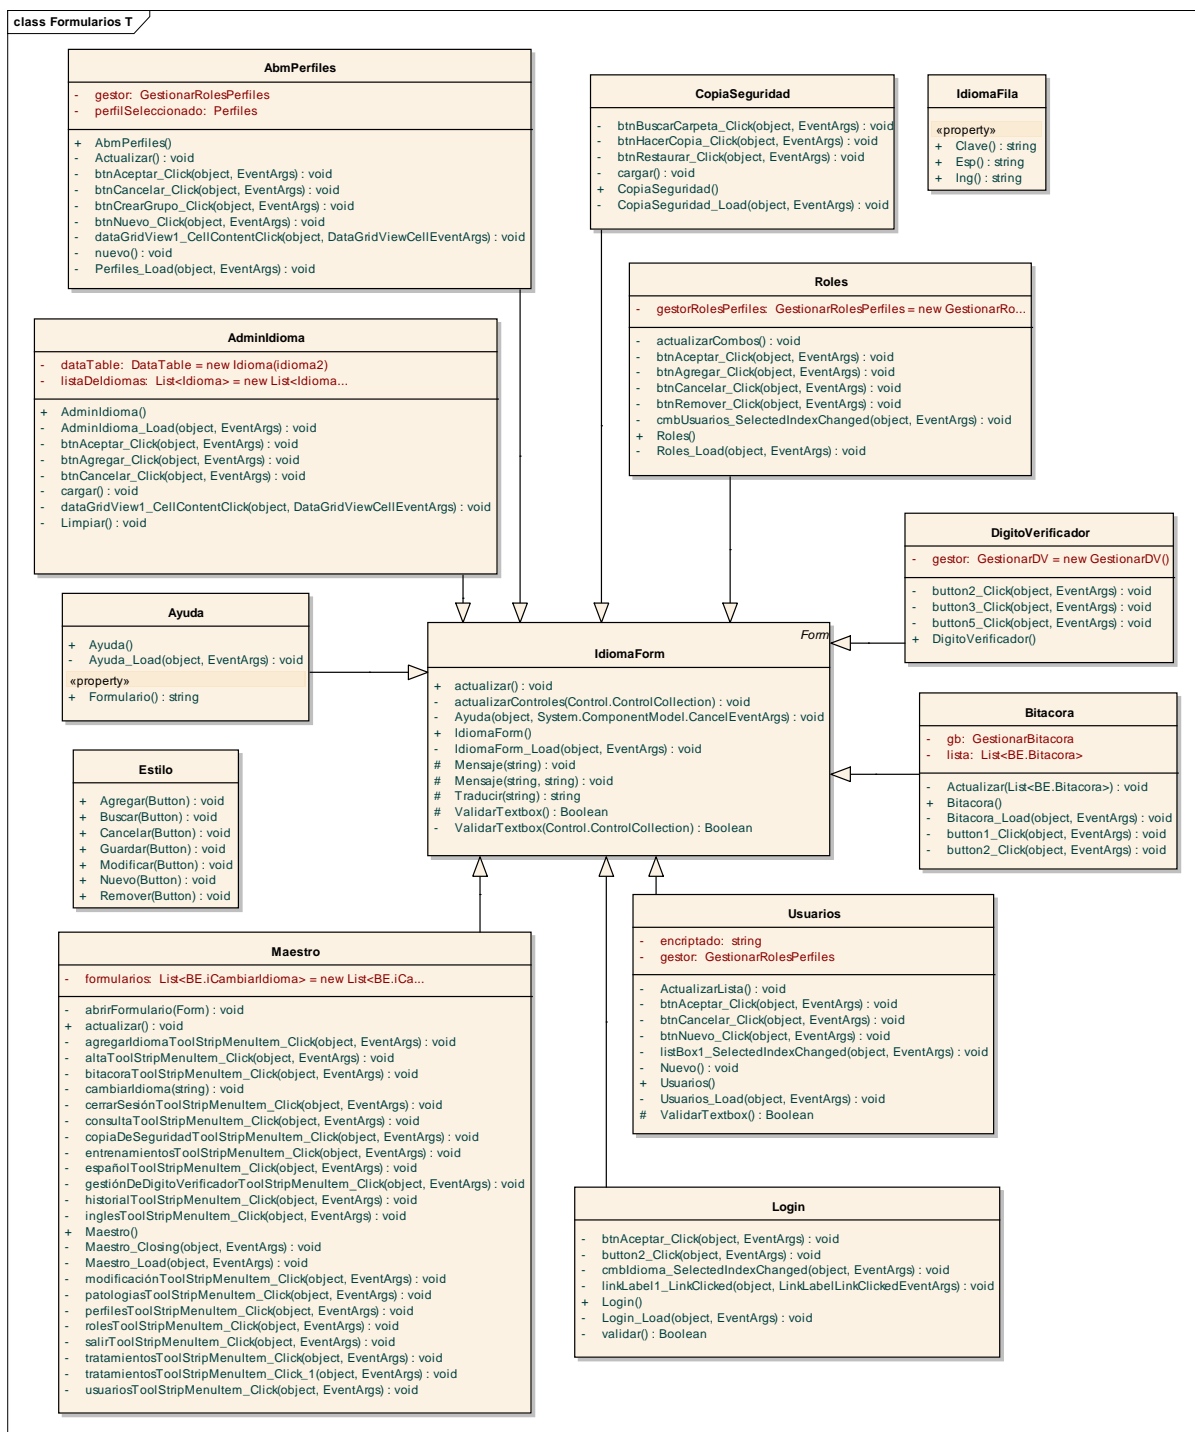 class Formularios T
AbmPerfiles
- gestor: GestionarRolesPerfiles
- perfilSeleccionado: Perfiles
+ AbmPerfiles()
- Actualizar() : void
- btnAceptar_Click(object, EventArgs) : void
- btnCancelar_Click(object, EventArgs) : void
- btnCrearGrupo_Click(object, EventArgs) : void
- btnNuevo_Click(object, EventArgs) : void
- dataGridView1_CellContentClick(object, DataGridViewCellEventArgs) : void
- nuevo() : void
- Perfiles_Load(object, EventArgs) : void
CopiaSeguridad
- btnBuscarCarpeta_Click(object, EventArgs) : void
- btnHacerCopia_Click(object, EventArgs) : void
- btnRestaurar_Click(object, EventArgs) : void
- cargar() : void
+ CopiaSeguridad()
- CopiaSeguridad_Load(object, EventArgs) : void
IdiomaFila
«property»
+ Clave() : string
+ Esp() : string
+ Ing() : string
Roles
- gestorRolesPerfiles: GestionarRolesPerfiles = new GestionarRo...
- actualizarCombos() : void
- btnAceptar_Click(object, EventArgs) : void
- btnAgregar_Click(object, EventArgs) : void
- btnCancelar_Click(object, EventArgs) : void
- btnRemover_Click(object, EventArgs) : void
- cmbUsuarios_SelectedIndexChanged(object, EventArgs) : void
+ Roles()
- Roles_Load(object, EventArgs) : void
AdminIdioma
- dataTable: DataTable = new Idioma(idioma2)
- listaDeIdiomas: List<Idioma> = new List<Idioma...
+ AdminIdioma()
- AdminIdioma_Load(object, EventArgs) : void
- btnAceptar_Click(object, EventArgs) : void
- btnAgregar_Click(object, EventArgs) : void
- btnCancelar_Click(object, EventArgs) : void
- cargar() : void
- dataGridView1_CellContentClick(object, DataGridViewCellEventArgs) : void
- Limpiar() : void
DigitoVerificador
- gestor: GestionarDV = new GestionarDV()
- button2_Click(object, EventArgs) : void
- button3_Click(object, EventArgs) : void
- button5_Click(object, EventArgs) : void
+ DigitoVerificador()
Ayuda
+ Ayuda()
- Ayuda_Load(object, EventArgs) : void
«property»
+ Formulario() : string
Form
IdiomaForm
+ actualizar() : void
- actualizarControles(Control.ControlCollection) : void
- Ayuda(object, System.ComponentModel.CancelEventArgs) : void
+ IdiomaForm()
- IdiomaForm_Load(object, EventArgs) : void
# Mensaje(string) : void
# Mensaje(string, string) : void
# Traducir(string) : string
# ValidarTextbox() : Boolean
- ValidarTextbox(Control.ControlCollection) : Boolean
Bitacora
- gb: GestionarBitacora
- lista: List<BE.Bitacora>
- Actualizar(List<BE.Bitacora>) : void
+ Bitacora()
- Bitacora_Load(object, EventArgs) : void
- button1_Click(object, EventArgs) : void
- button2_Click(object, EventArgs) : void
Estilo
+ Agregar(Button) : void
+ Buscar(Button) : void
+ Cancelar(Button) : void
+ Guardar(Button) : void
+ Modificar(Button) : void
+ Nuevo(Button) : void
+ Remover(Button) : void
Usuarios
- encriptado: string
- gestor: GestionarRolesPerfiles
- ActualizarLista() : void
- btnAceptar_Click(object, EventArgs) : void
- btnCancelar_Click(object, EventArgs) : void
- btnNuevo_Click(object, EventArgs) : void
- listBox1_SelectedIndexChanged(object, EventArgs) : void
- Nuevo() : void
+ Usuarios()
- Usuarios_Load(object, EventArgs) : void
# ValidarTextbox() : Boolean
Maestro
- formularios: List<BE.iCambiarIdioma> = new List<BE.iCa...
- abrirFormulario(Form) : void
+ actualizar() : void
- agregarIdiomaToolStripMenuItem_Click(object, EventArgs) : void
- altaToolStripMenuItem_Click(object, EventArgs) : void
- bitacoraToolStripMenuItem_Click(object, EventArgs) : void
- cambiarIdioma(string) : void
- cerrarSesiónToolStripMenuItem_Click(object, EventArgs) : void
- consultaToolStripMenuItem_Click(object, EventArgs) : void
- copiaDeSeguridadToolStripMenuItem_Click(object, EventArgs) : void
- entrenamientosToolStripMenuItem_Click(object, EventArgs) : void
- españolToolStripMenuItem_Click(object, EventArgs) : void
- gestiónDeDigitoVerificadorToolStripMenuItem_Click(object, EventArgs) : void
- historialToolStripMenuItem_Click(object, EventArgs) : void
- inglesToolStripMenuItem_Click(object, EventArgs) : void
+ Maestro()
- Maestro_Closing(object, EventArgs) : void
- Maestro_Load(object, EventArgs) : void
- modificaciónToolStripMenuItem_Click(object, EventArgs) : void
- patologiasToolStripMenuItem_Click(object, EventArgs) : void
- perfilesToolStripMenuItem_Click(object, EventArgs) : void
- rolesToolStripMenuItem_Click(object, EventArgs) : void
- salirToolStripMenuItem_Click(object, EventArgs) : void
- tratamientosToolStripMenuItem_Click(object, EventArgs) : void
- tratamientosToolStripMenuItem_Click_1(object, EventArgs) : void
- usuariosToolStripMenuItem_Click(object, EventArgs) : void
Login
- btnAceptar_Click(object, EventArgs) : void
- button2_Click(object, EventArgs) : void
- cmbIdioma_SelectedIndexChanged(object, EventArgs) : void
- linkLabel1_LinkClicked(object, LinkLabelLinkClickedEventArgs) : void
+ Login()
- Login_Load(object, EventArgs) : void
- validar() : Boolean